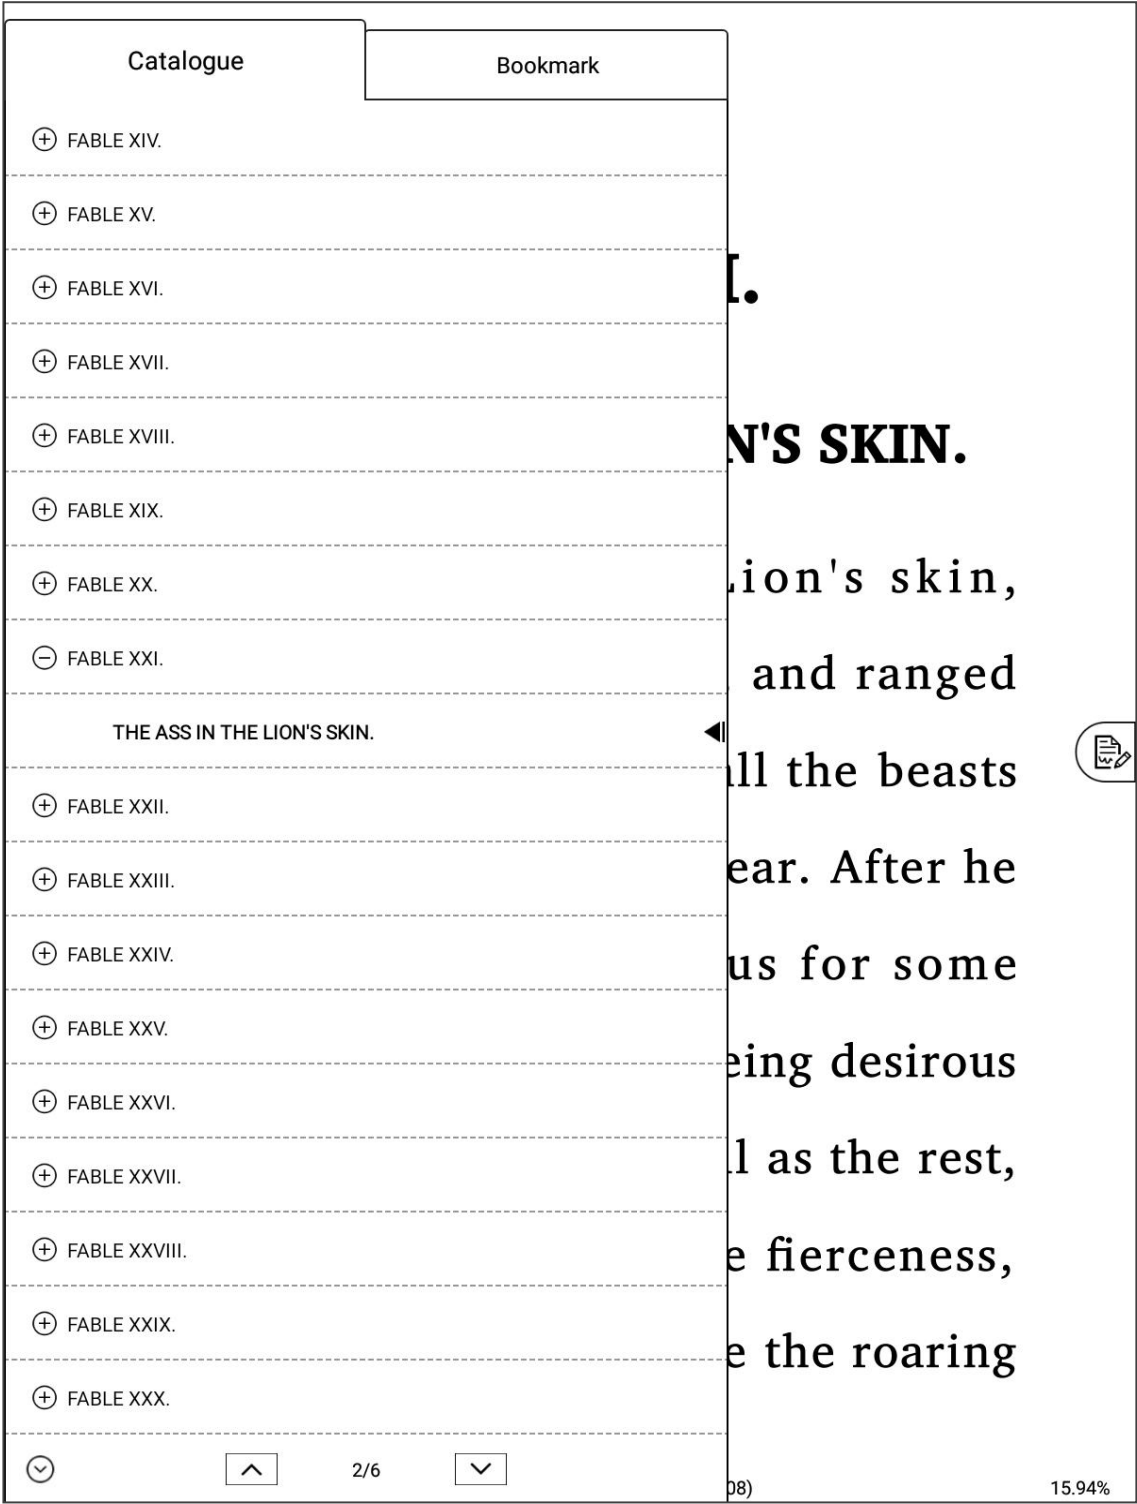 Catalogue
Bookmark
FABLE XIV.
FABLE XV.
FABLE XVI.
FABLE XVII.
FABLE XVIII.
FABLE XIX.
FABLE XX.
FABLE XXI.
THE ASS IN THE LION'S SKIN.
FABLE XXII.
FABLE XXIII.
FABLE XXIV.
FABLE XXV.
FABLE XXVI.
FABLE XXVII.
FABLE XXVIII.
FABLE XXIX.
FABLE XXX.
2/6
I.
N'S SKIN.
ion's skin,
and ranged
ll the beasts
ear. After he
us for some
eing desirous
l as the rest,
e fierceness,
e the roaring
08)
15.94%